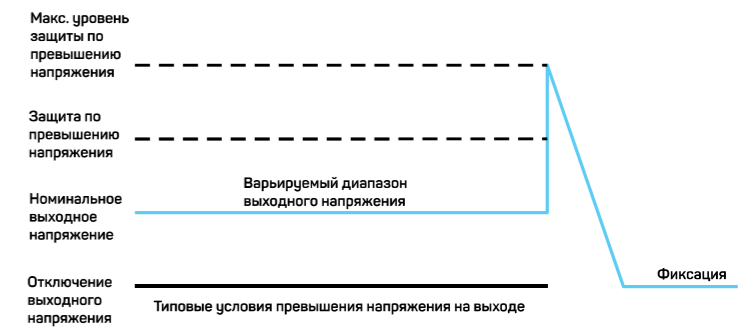 Макс. уровень
защиты по
превышению
напряжения
Защита по
превышению
напряжения
Варьируемый диапазон
выходного напряжения
Номинальное
выходное
напряжение
Фиксация
Отключение
выходного
напряжения
Типовые условия превышения напряжения на выходе